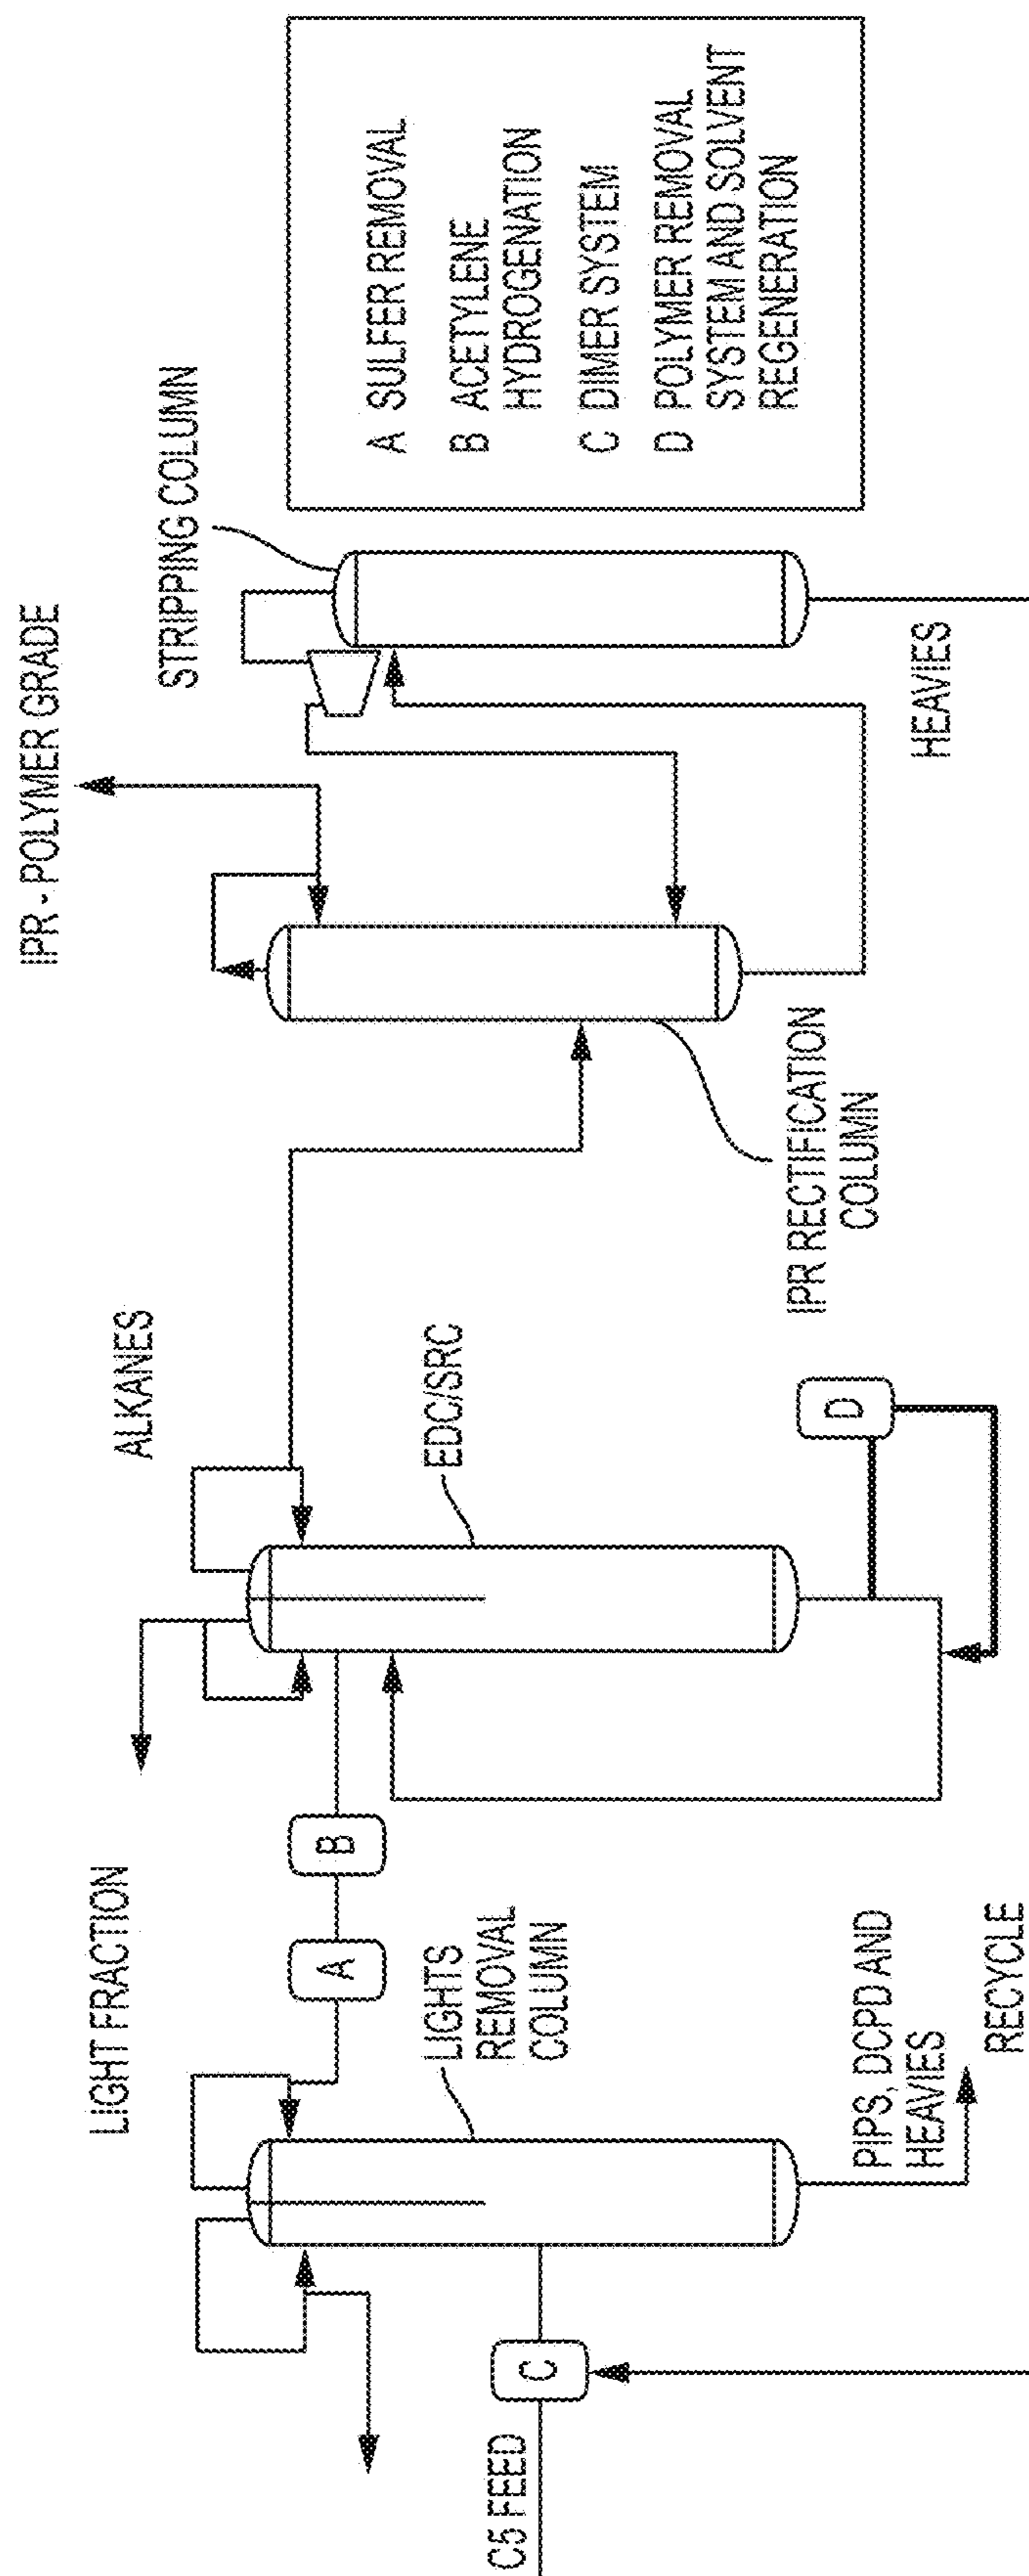 LIGHT FRACTION
ALKANES
IPR - POLYMER GRADE
STRIPPING COLUMN
C5 FEED
C
LIGHTS
REMOVAL
COLUMN
A
B
EDC/SRC
D
IPR RECTIFICATION
COLUMN
PIPS, DCPD AND
HEAVIES
RECYCLE
HEAVIES
A SULFER REMOVAL
B ACETYLENE
HYDROGENATION
C DIMER SYSTEM
D POLYMER REMOVAL
SYSTEM AND SOLVENT
REGENERATION